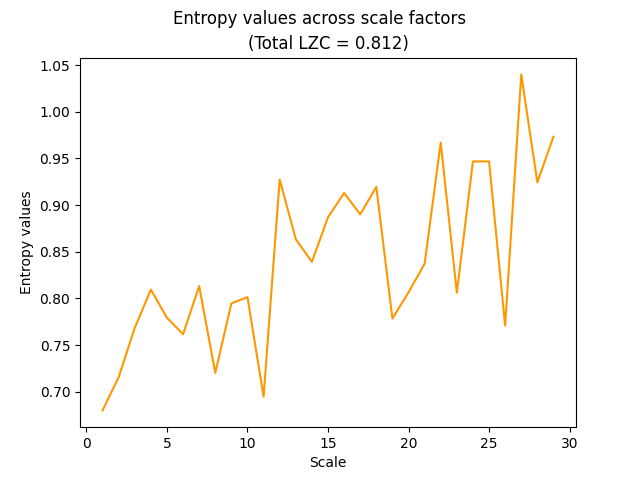 Entropy values across scale factors
(Total LZC = 0.812)
1.05
1.00
0.95
0.90
0.85
0.80
0.75
0.70
Entropy values
0 5 10 15 20 25 30
Scale